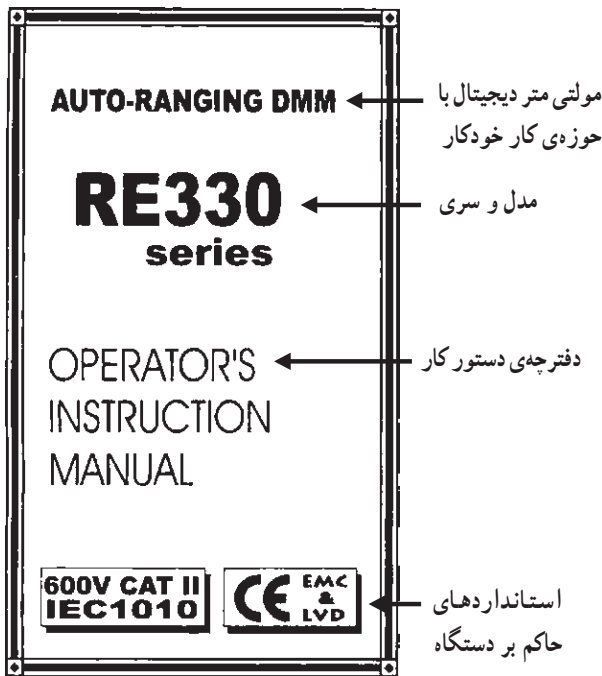 AUTO-RANGING DMM
مولتی متر دیجیتال با
حوزه‌ی کار خودکار
RE330
series
مدل و سری
OPERATOR'S
INSTRUCTION
MANUAL
دفترچه‌ی دستور کار
600V CAT II
IEC1010
CE EMC
&
LVD
استانداردهای
حاکم بر دستگاه